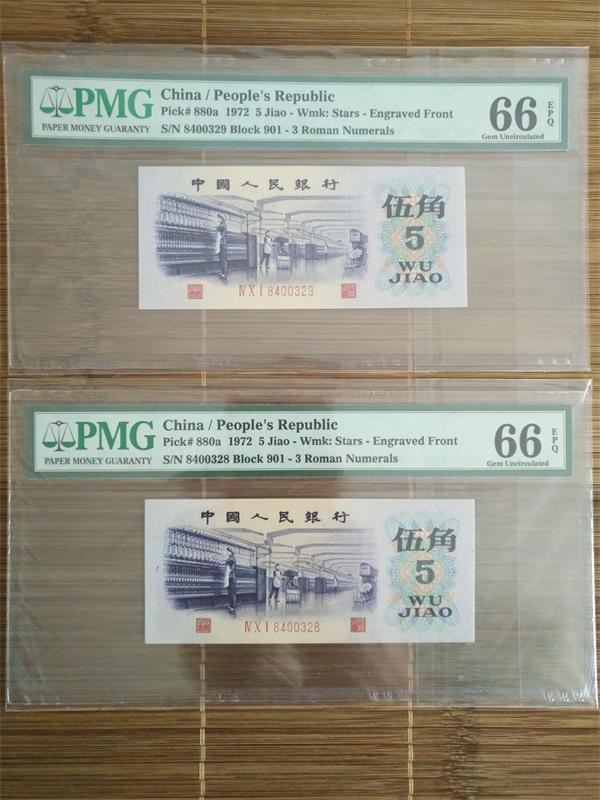 PMG
PAPER MONEY GUARANTY
China / People's Republic
Pick# 880a 1972 5 Jiao - Wmk: Stars - Engraved Front
S/N 8400329 Block 901 - 3 Roman Numerals
66 EPQ
Gem Uncirculated
中國人民銀行
伍角
5
WU
JIAO
ⅣⅩⅠ 8400329
PMG
PAPER MONEY GUARANTY
China / People's Republic
Pick# 880a 1972 5 Jiao - Wmk: Stars - Engraved Front
S/N 8400328 Block 901 - 3 Roman Numerals
66 EPQ
Gem Uncirculated
中國人民銀行
伍角
5
WU
JIAO
ⅣⅩⅠ 8400328